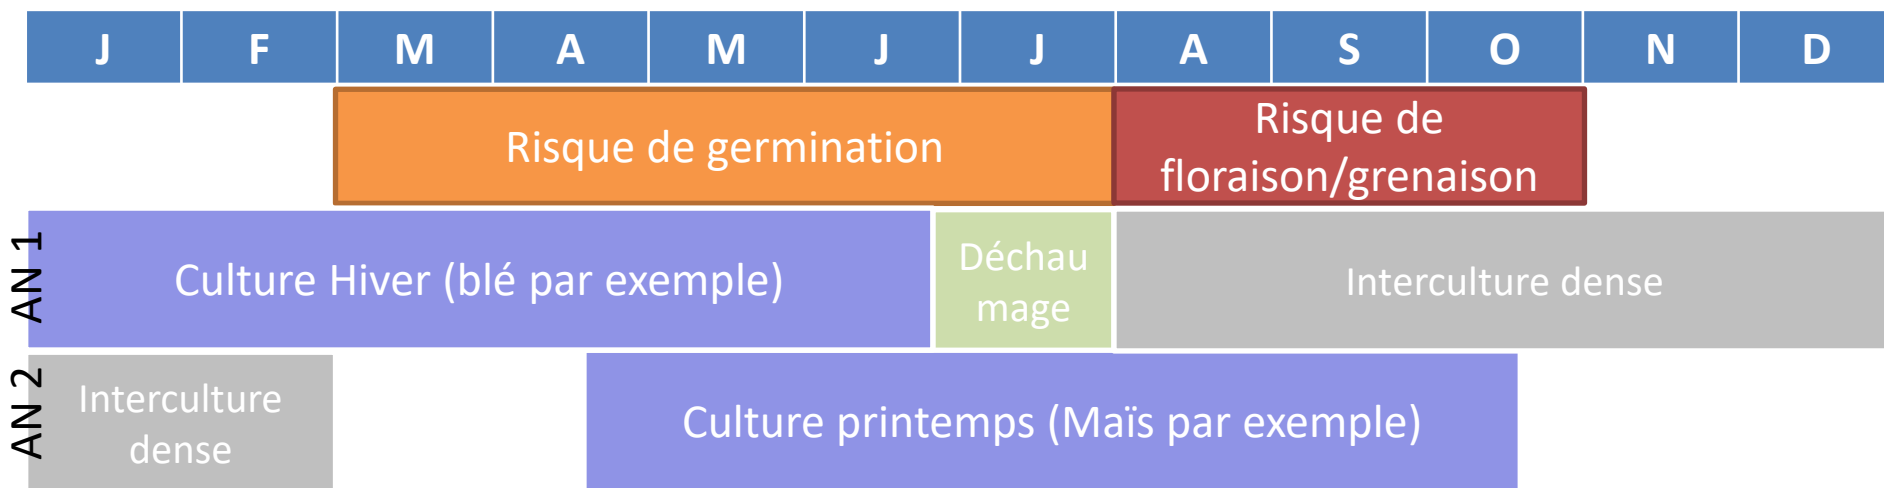 J F M A M J J A S O N D
Risque de germination
Risque de
floraison/grenaison
AN 1
Culture Hiver (blé par exemple)
Déchau
mage
Interculture dense
AN 2
Interculture
dense
Culture printemps (Maïs par exemple)